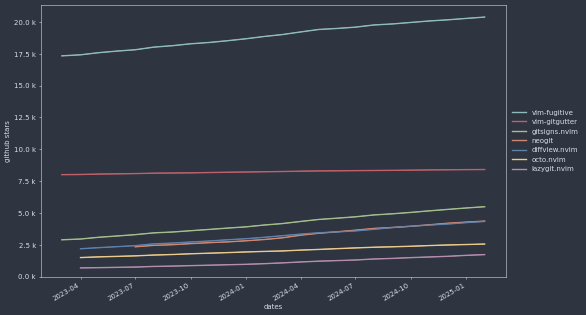 20.0 k
17.5 k
15.0 k
12.5 k
10.0 k
7.5 k
5.0 k
2.5 k
0.0 k
github stars
2023-04
2023-07
2023-10
2024-01
2024-04
2024-07
2024-10
2025-01
dates
vim-fugitive
vim-gitgutter
gitsigns.nvim
neogit
diffview.nvim
octo.nvim
lazygit.nvim